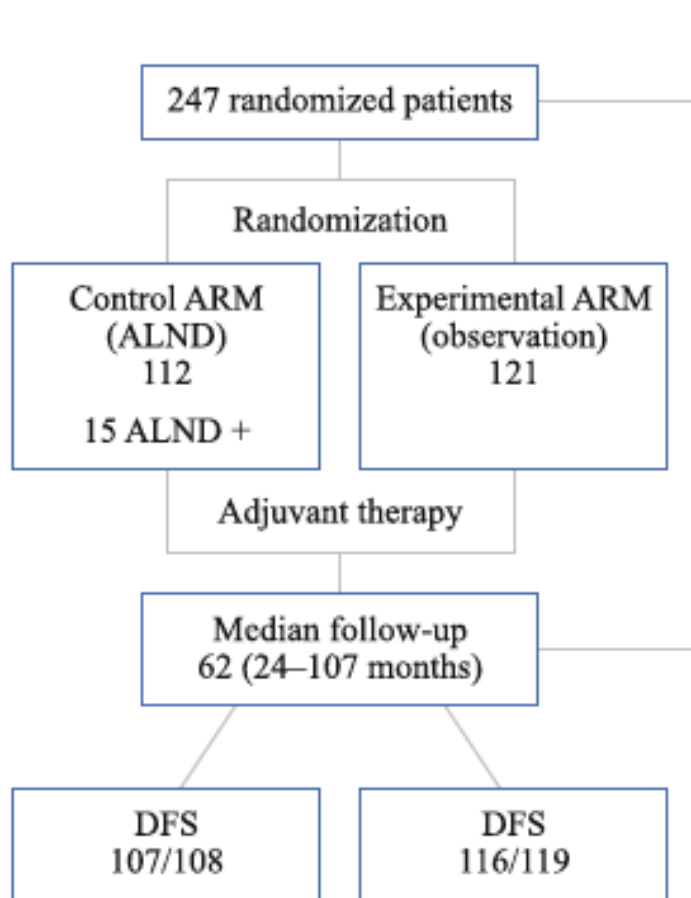 247 randomized patients
Randomization
Control ARM
(ALND)
112
15 ALND +
Experimental ARM
(observation)
121
Adjuvant therapy
Median follow-up
62 (24–107 months)
DFS
107/108
DFS
116/119